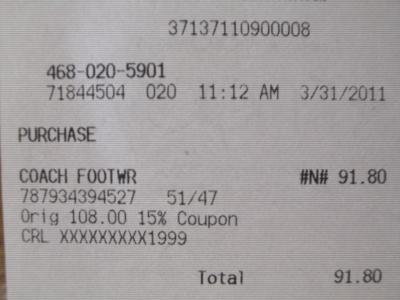 37137110900008
468-020-5901
71844504 020 11:12 AM 3/31/2011
PURCHASE
COACH FOOTWR #N# 91.80
787934394527 51/47
Orig 108.00 15% Coupon
CRL XXXXXXXXX1999
Total 91.80